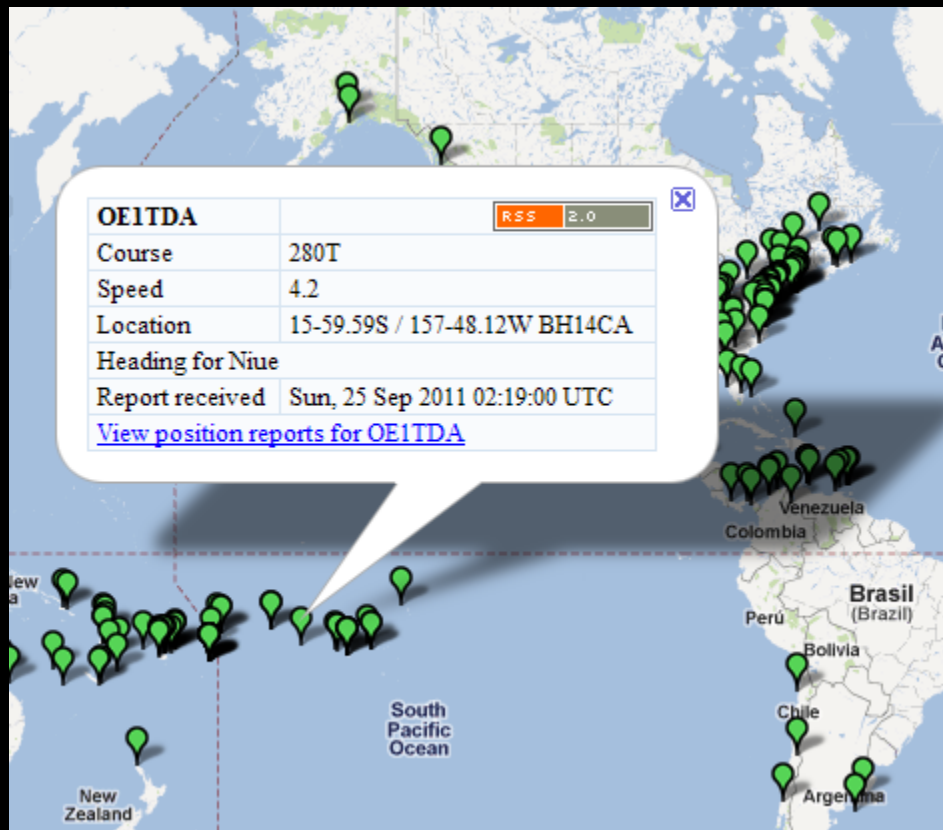 OE1TDA RSS 2.0
Course 280T
Speed 4.2
Location 15-59.59S / 157-48.12W BH14CA
Heading for Niue
Report received Sun, 25 Sep 2011 02:19:00 UTC
View position reports for OE1TDA
A
Venezuela
Colombia
New
a
Brasil
(Brazil)
Perú
Bolivia
South
Pacific
Ocean
Chile
New
Zealand